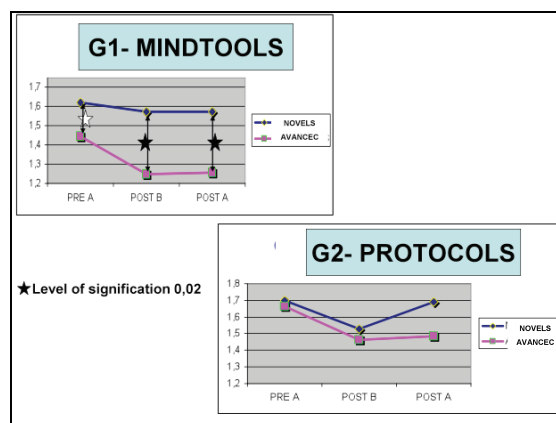 G1- MINDTOOLS
1,7
1,6
1,5
1,4
1,3
1,2
PRE A POST B POST A
NOVELS
AVANCEC
G2- PROTOCOLS
★Level of signification 0,02
1,8
1,7
1,6
1,5
1,4
1,3
1,2
PRE A POST B POST A
NOVELS
AVANCEC